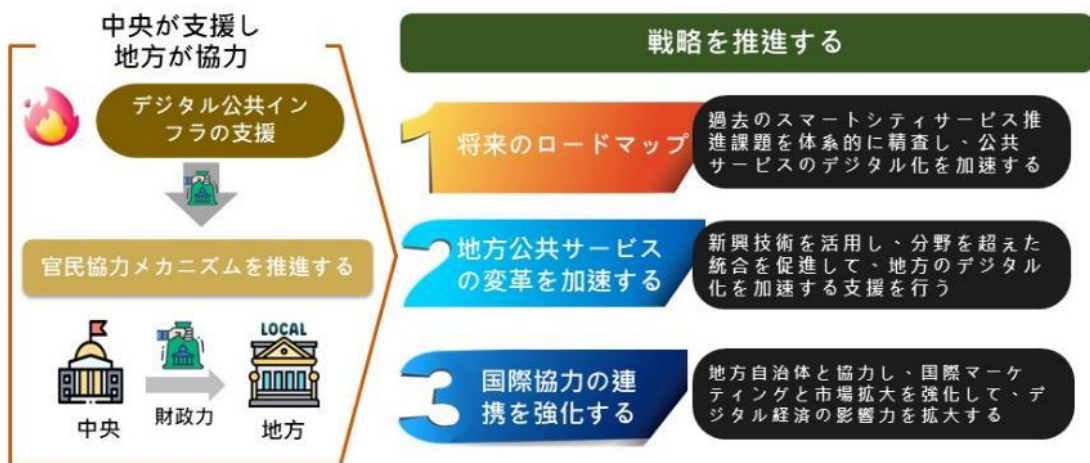 中央が支援し
地方が協力
デジタル公共イン
フラの支援
官民協力メカニズムを推進する
LOCAL
中央
財政力
地方
戦略を推進する
1
将来のロードマップ
過去のスマートシティサービス推
進課題を体系的に精査し、公共
サービスのデジタル化を加速する
2
地方公共サービス
の変革を加速する
新興技術を活用し、分野を超えた
統合を促進して、地方のデジタル
化を加速する支援を行う
3
国際協力の連
携を強化する
地方自治体と協力し、国際マーケ
ティングと市場拡大を強化して、デ
ジタル経済の影響力を拡大する